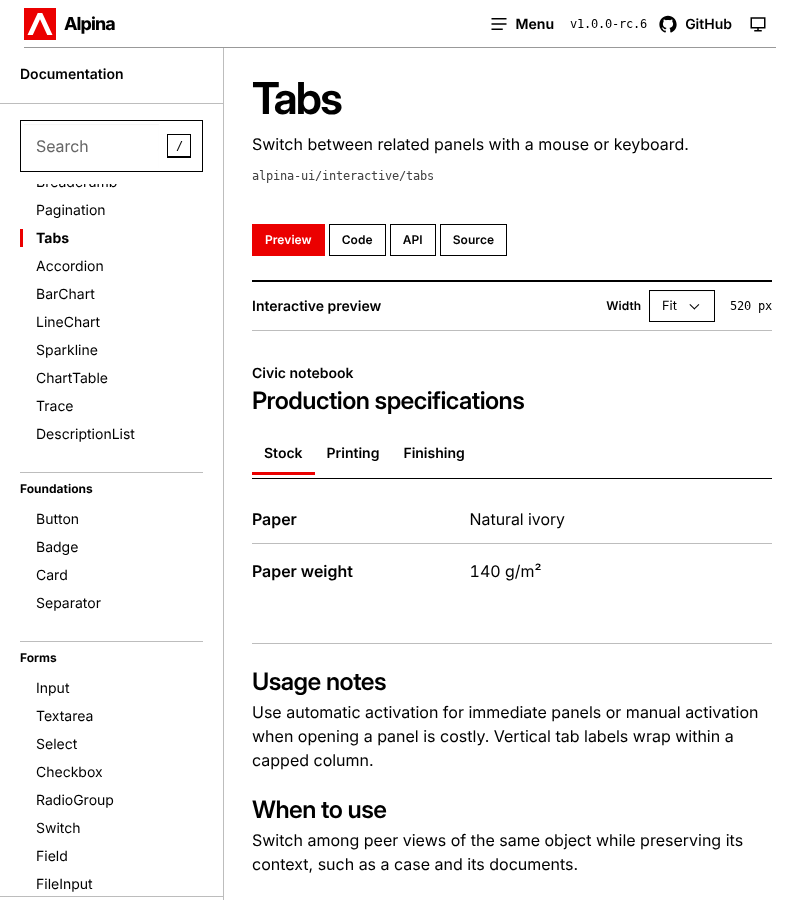 Alpina
Menu
v1.0.0-rc.6
GitHub
Documentation
Search
/
Breadcrumb
Pagination
Tabs
Accordion
BarChart
LineChart
Sparkline
ChartTable
Trace
DescriptionList
Foundations
Button
Badge
Card
Separator
Forms
Input
Textarea
Select
Checkbox
RadioGroup
Switch
Field
FileInput
Tabs
Switch between related panels with a mouse or keyboard.
alpina-ui/interactive/tabs
Preview
Code
API
Source
Interactive preview
Width
Fit
520 px
Civic notebook
Production specifications
Stock
Printing
Finishing
Paper
Natural ivory
Paper weight
140 g/m²
Usage notes
Use automatic activation for immediate panels or manual activation
when opening a panel is costly. Vertical tab labels wrap within a
capped column.
When to use
Switch among peer views of the same object while preserving its
context, such as a case and its documents.